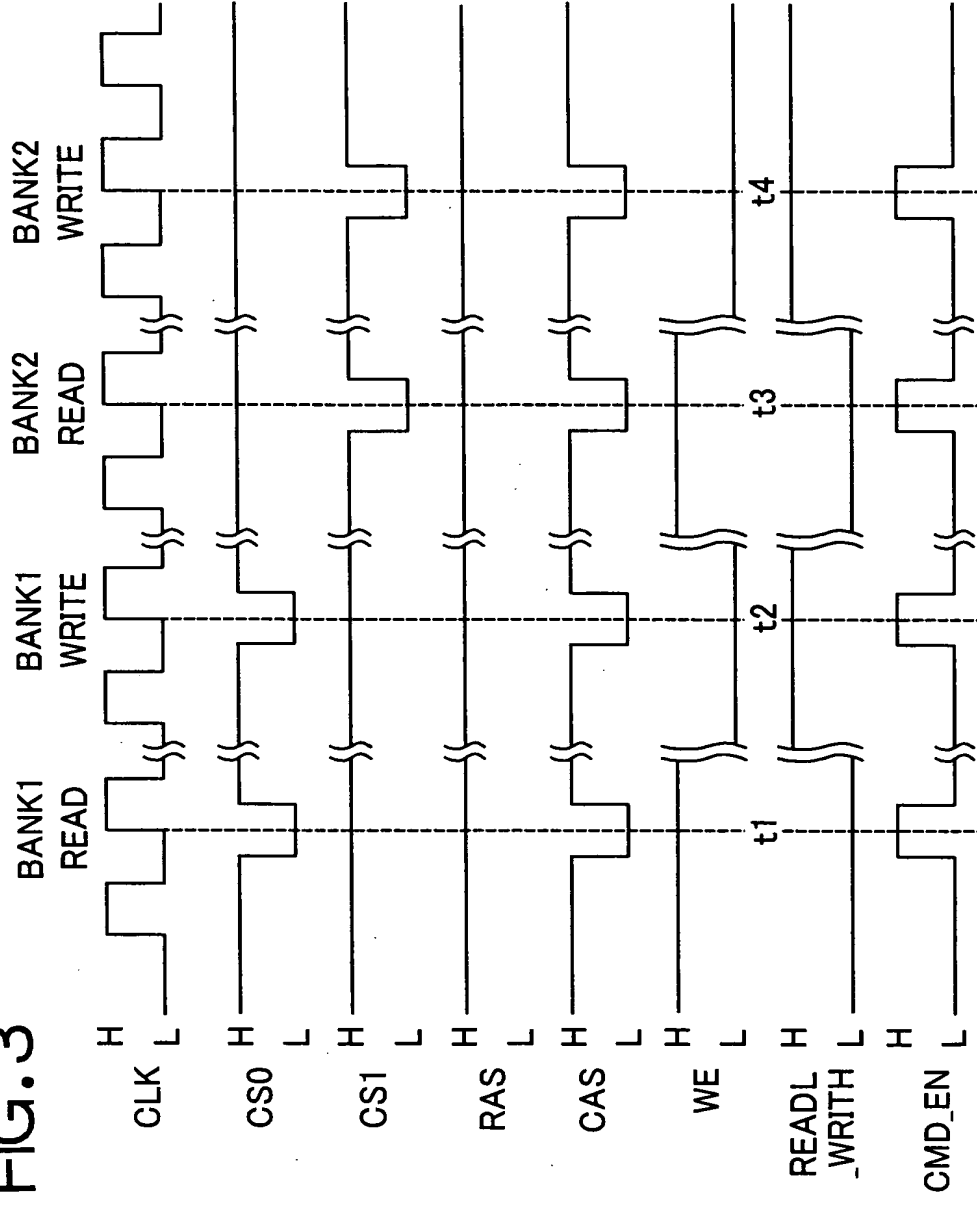 FIG. 3
BANK1
READ
BANK1
WRITE
BANK2
READ
BANK2
WRITE
CLK
H
L
CS0
H
L
CS1
H
L
RAS
H
L
CAS
H
L
WE
H
L
READL
_WRITH
H
L
CMD_EN
H
L
t1
t2
t3
t4